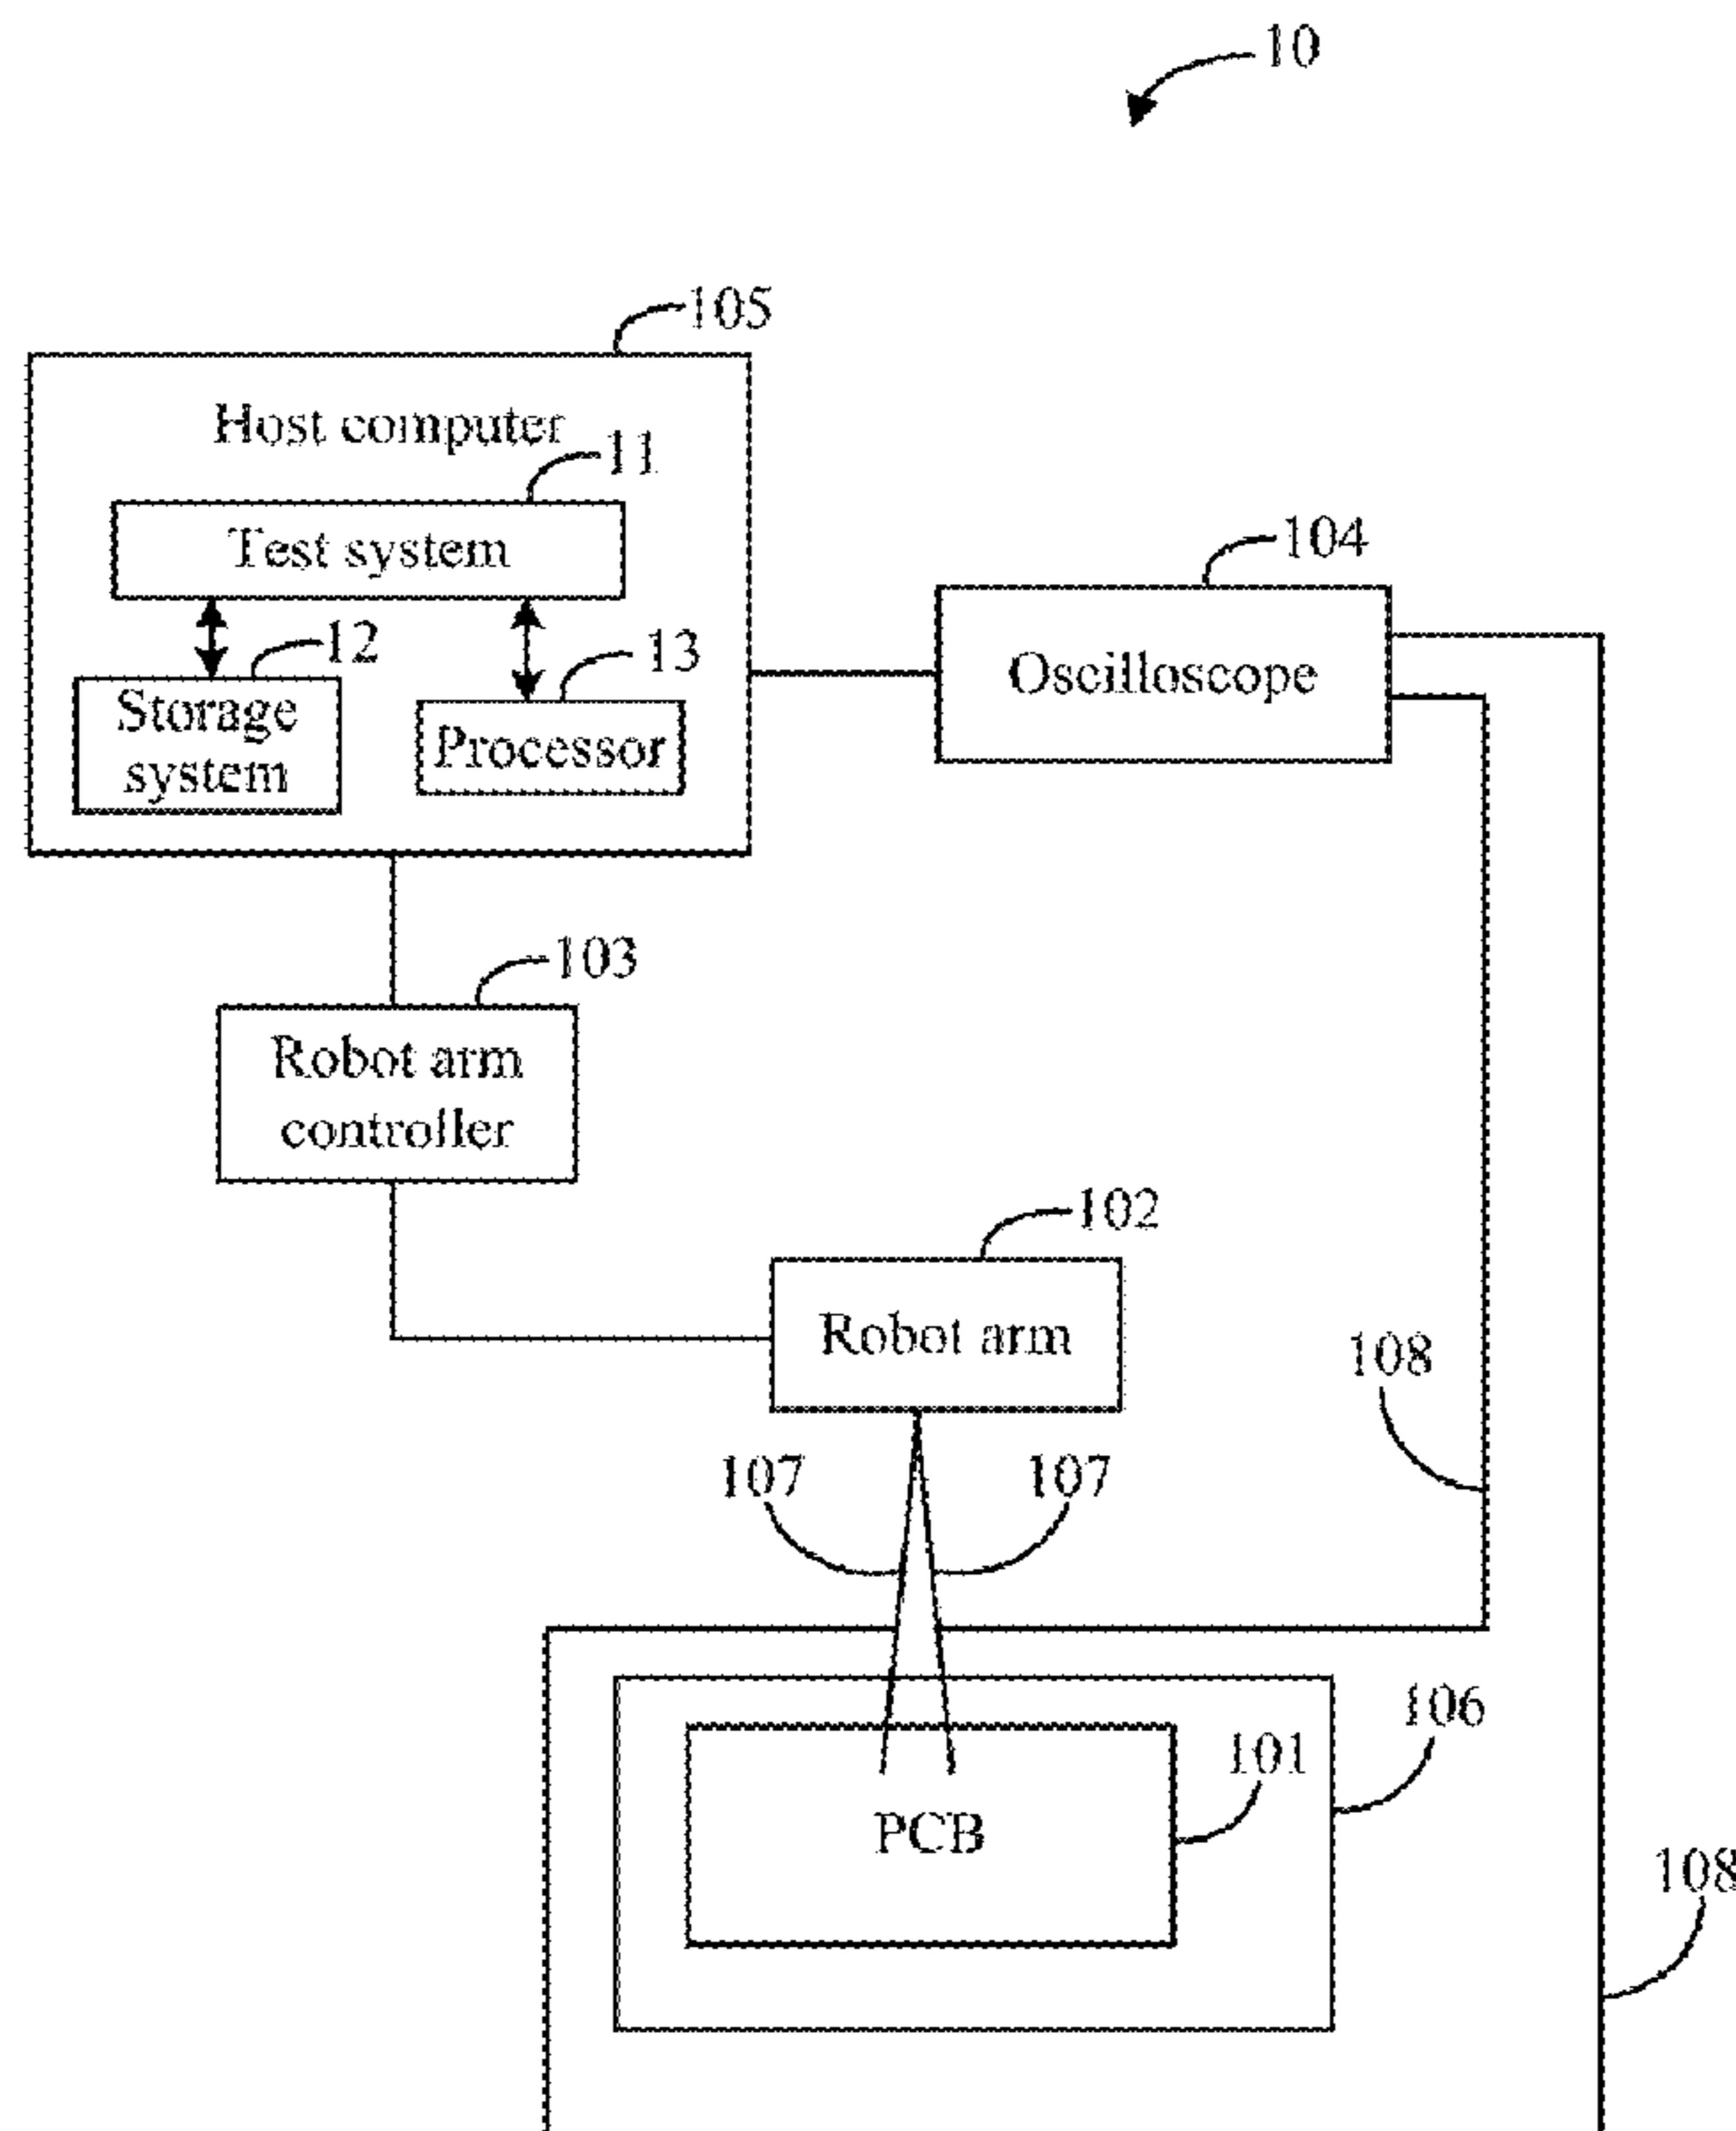 10
105
Host computer
11
Test system
104
12
13
Oscilloscope
Storage
system
Processor
103
Robot arm
controller
102
Robot arm
108
107
107
106
101
PCB
108